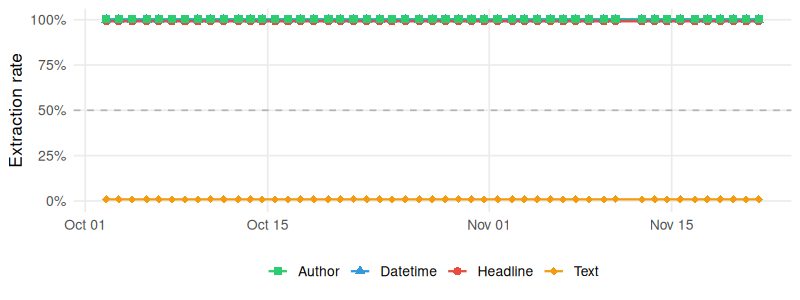 Extraction rate
100%
75%
50%
25%
0%
Oct 01 Oct 15 Nov 01 Nov 15
Author Datetime Headline Text